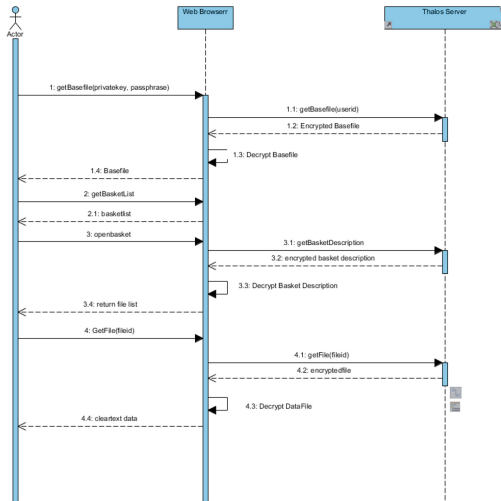 Web Browserr
Thalos Server
Actor
1: getBasefile(privatekey, passphrase)
1.1: getBasefile(userid)
1.2: Encrypted Basefile
1.3: Decrypt Basefile
1.4: Basefile
2: getBasketList
2.1: basketlist
3: openbasket
3.1: getBasketDescription
3.2: encrypted basket description
3.3: Decrypt Basket Description
3.4: return file list
4: GetFile(fileid)
4.1: getFile(fileid)
4.2: encryptedfile
4.3: Decrypt DataFile
4.4: cleartext data